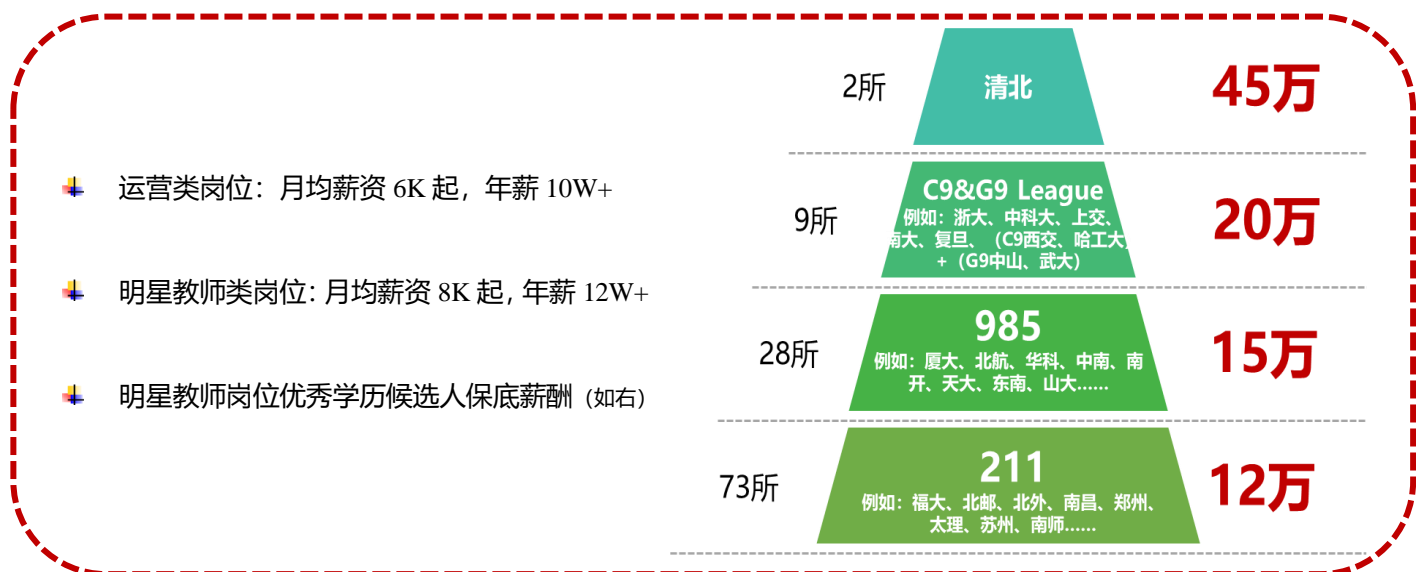 运营类岗位：月均薪资 6K 起，年薪 10W+
明星教师类岗位：月均薪资 8K 起，年薪 12W+
明星教师岗位优秀学历候选人保底薪酬（如右）
2所
清北
45万
9所
C9&G9 League
例如：浙大、中科大、上交、
南大、复旦、（C9西交、哈工大）
+（G9中山、武大）
20万
28所
985
例如：厦大、北航、华科、中南、南
开、天大、东南、山大……
15万
73所
211
例如：福大、北邮、北外、南昌、郑州、
太理、苏州、南师……
12万